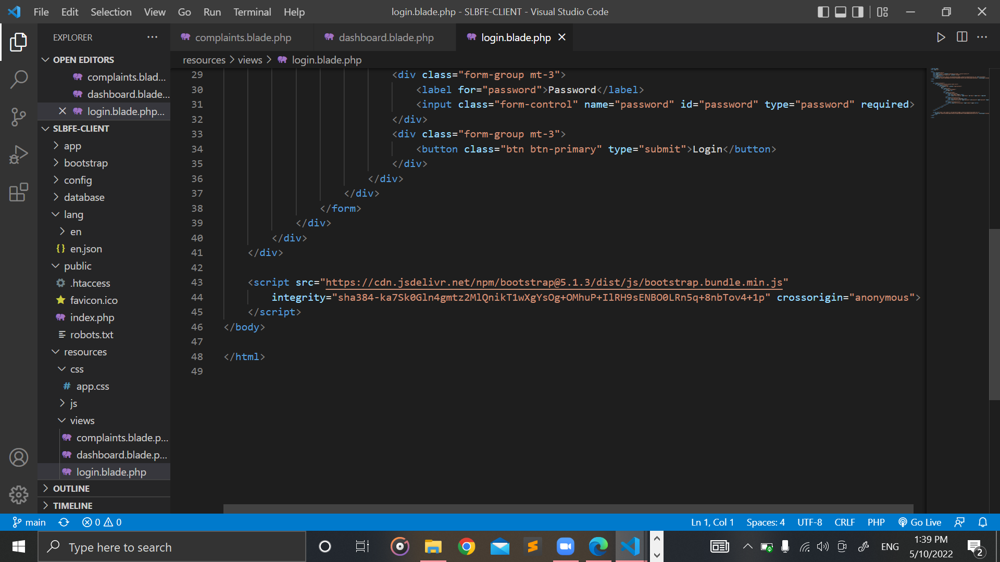 File Edit Selection View Go Run Terminal Help
login.blade.php - SLBFE-CLIENT - Visual Studio Code
EXPLORER
complaints.blade.php
dashboard.blade.php
login.blade.php
OPEN EDITORS
complaints.blad...
dashboard.blade...
login.blade.php...
SLBFE-CLIENT
app
bootstrap
config
database
lang
en
{} en.json
public
.htaccess
favicon.ico
index.php
robots.txt
resources
css
# app.css
js
views
complaints.blade.p...
dashboard.blade.p...
login.blade.php
OUTLINE
TIMELINE
resources > views > login.blade.php
29 <div class="form-group mt-3">
30 <label for="password">Password</label>
31 <input class="form-control" name="password" id="password" type="password" required>
32 </div>
33 <div class="form-group mt-3">
34 <button class="btn btn-primary" type="submit">Login</button>
35 </div>
36 </div>
37 </div>
38 </form>
39 </div>
40 </div>
41 </div>
42
43 <script src="https://cdn.jsdelivr.net/npm/bootstrap@5.1.3/dist/js/bootstrap.bundle.min.js"
44 integrity="sha384-ka7Sk0Gln4gmtz2MlQnikT1wXgYsOg+OMhuP+IlRH9sENBO0LRn5q+8nbTov4+1p" crossorigin="anonymous">
45 </script>
46 </body>
47
48 </html>
49
main 0 0
Ln 1, Col 1 Spaces: 4 UTF-8 CRLF PHP Go Live
Type here to search
ENG
1:39 PM
5/10/2022
2